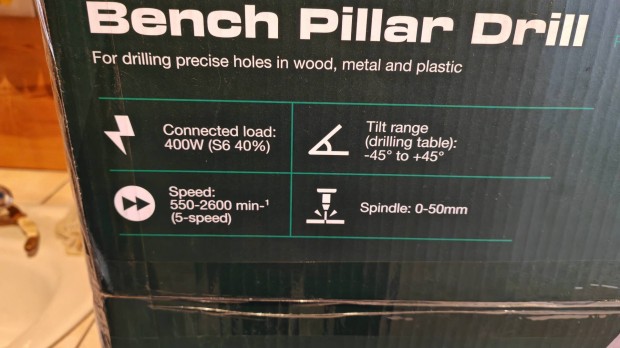 Bench Pillar Drill
For drilling precise holes in wood, metal and plastic
Connected load:
400W (S6 40%)
Tilt range
(drilling table):
-45° to +45°
Speed:
550-2600 min-¹
(5-speed)
Spindle: 0-50mm